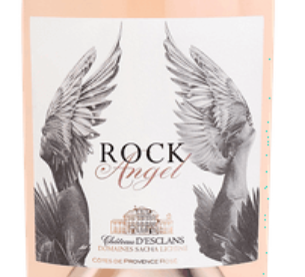 ROCK
Angel
Château D'ESCLANS
DOMAINES SACHA LICHINE
CÔTES DE PROVENCE ROSÉ